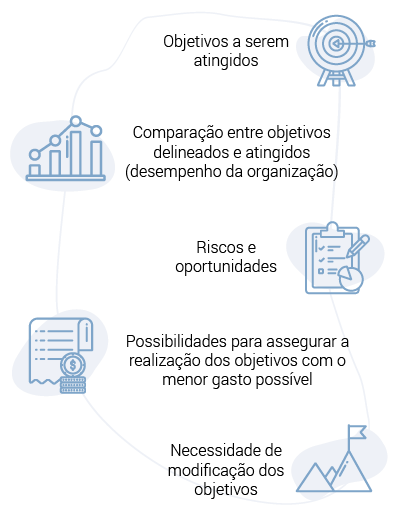 Objetivos a serem
atingidos
Comparação entre objetivos
delineados e atingidos
(desempenho da organização)
Riscos e
oportunidades
Possibilidades para assegurar a
realização dos objetivos com o
menor gasto possível
$
Necessidade de
modificação dos
objetivos